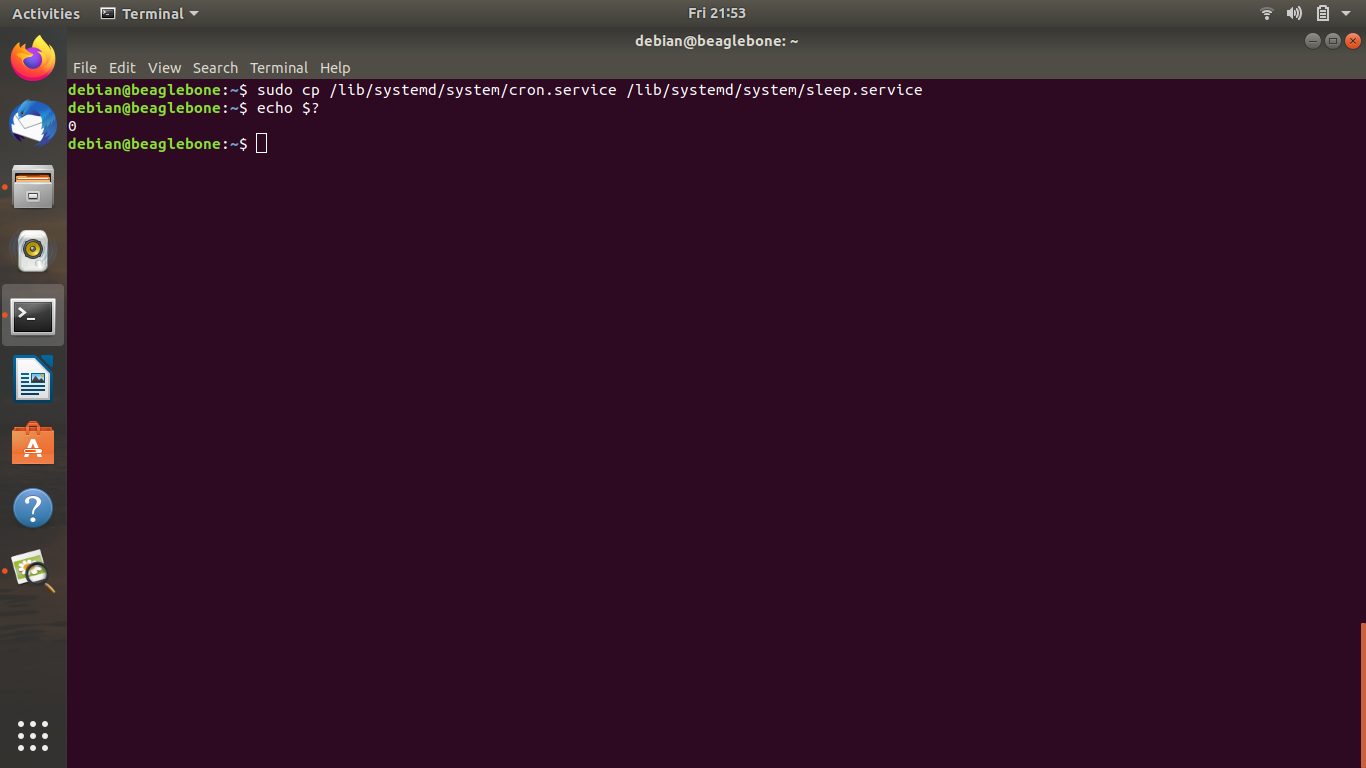 Activities Terminal Fri 21:53
debian@beaglebone: ~
File Edit View Search Terminal Help
debian@beaglebone:~$ sudo cp /lib/systemd/system/cron.service /lib/systemd/system/sleep.service
debian@beaglebone:~$ echo $?
0
debian@beaglebone:~$